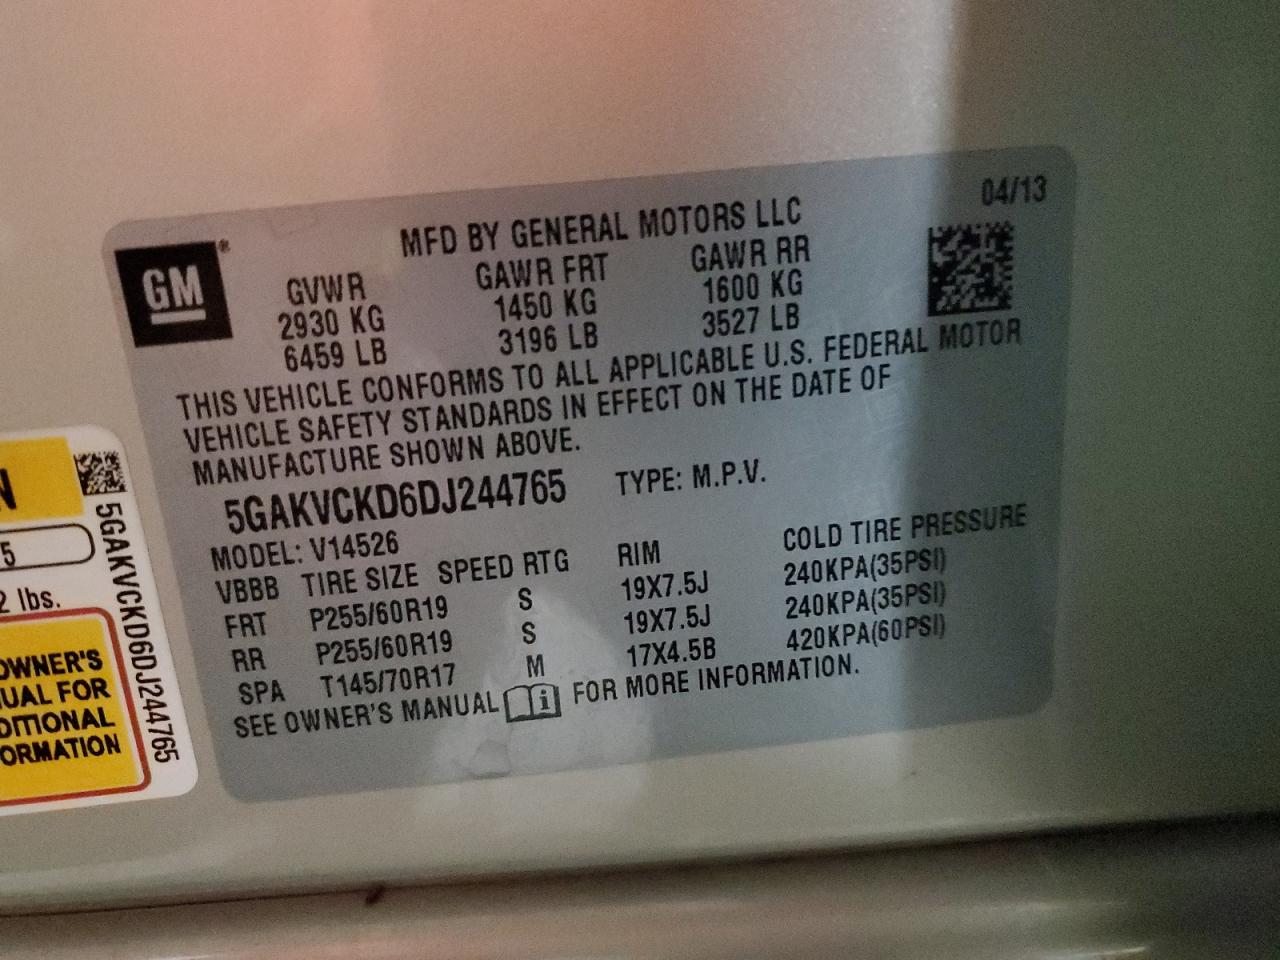 04/13
MFD BY GENERAL MOTORS LLC
GM®
GVWR GAWR FRT GAWR RR
2930 KG 1450 KG 1600 KG
6459 LB 3196 LB 3527 LB
THIS VEHICLE CONFORMS TO ALL APPLICABLE U.S. FEDERAL MOTOR
VEHICLE SAFETY STANDARDS IN EFFECT ON THE DATE OF
MANUFACTURE SHOWN ABOVE.
5GAKVCKD6DJ244765 TYPE: M.P.V.
MODEL: V14526
VBBB TIRE SIZE SPEED RTG RIM COLD TIRE PRESSURE
FRT P255/60R19 S 19X7.5J 240KPA(35PSI)
RR P255/60R19 S 19X7.5J 240KPA(35PSI)
SPA T145/70R17 M 17X4.5B 420KPA(60PSI)
SEE OWNER'S MANUAL i FOR MORE INFORMATION.
N
5
2 lbs.
OWNER'S
UAL FOR
DITIONAL
ORMATION
5GAKVCKD6DJ244765